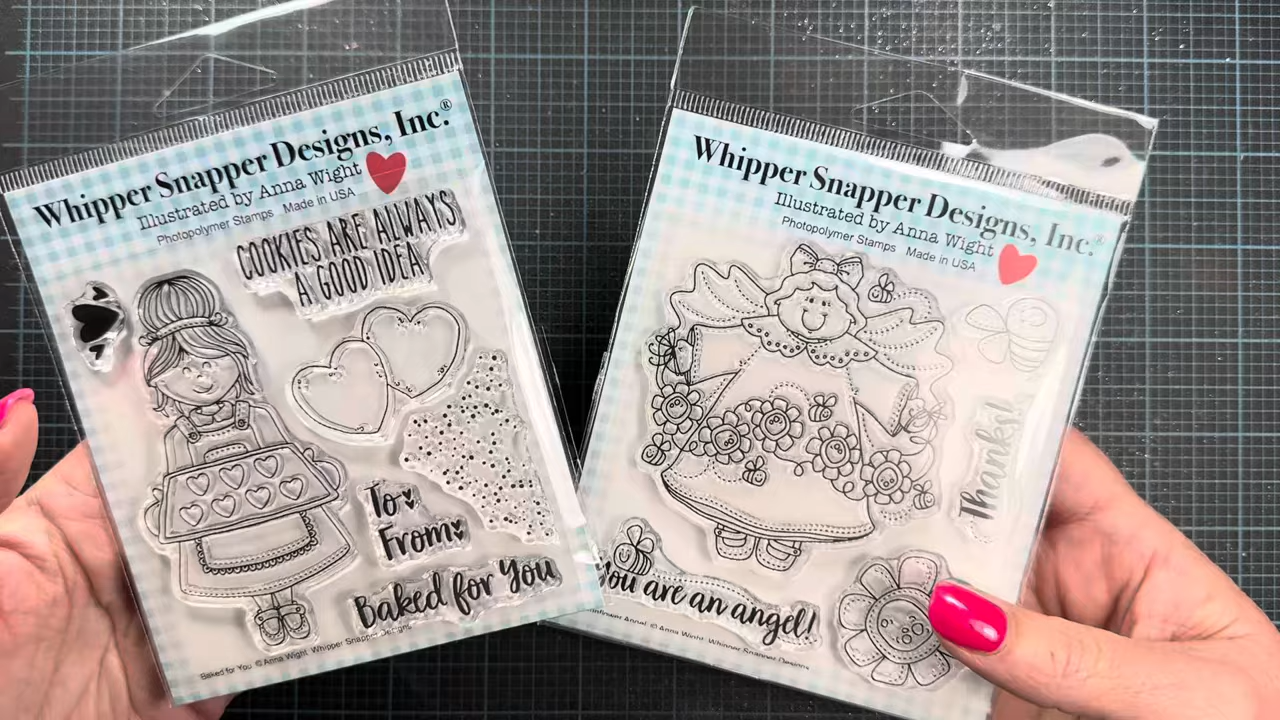 Whipper Snapper Designs, Inc.®
Illustrated by Anna Wight
Photopolymer Stamps Made in USA
COOKIES ARE ALWAYS
A GOOD IDEA
To
From
Baked for You
Baked for You © Anna Wight, Whipper Snapper Designs
Whipper Snapper Designs, Inc.®
Illustrated by Anna Wight
Photopolymer Stamps Made in USA
Thanks!
You are an angel!
nflower Angel © Anna Wight, Whipper Snapper Designs